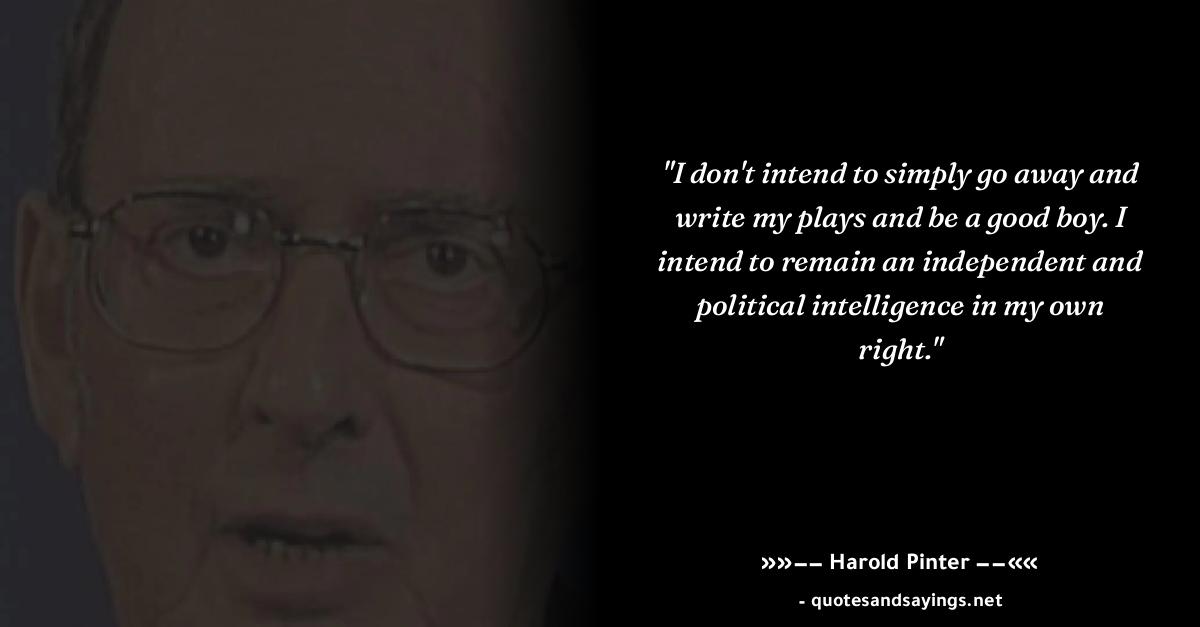 "I don't intend to simply go away and
write my plays and be a good boy. I
intend to remain an independent and
political intelligence in my own
right."
»»–– Harold Pinter ––««
- quotesandsayings.net